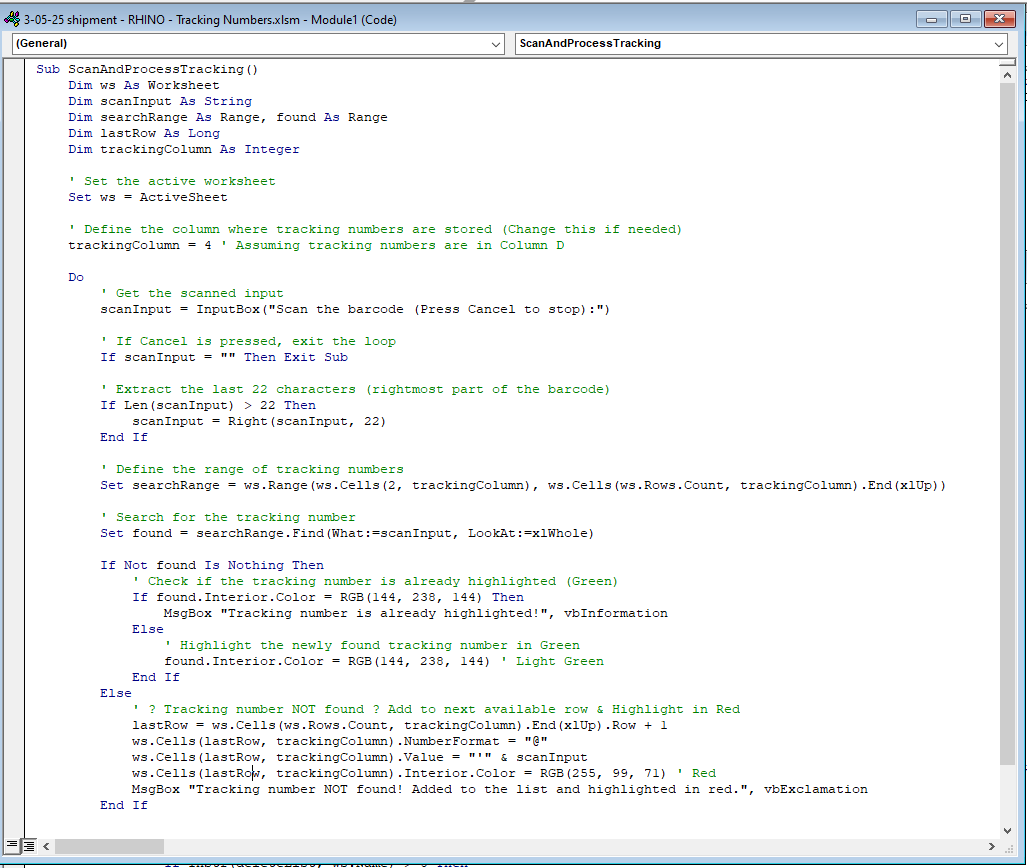 3-05-25 shipment - RHINO - Tracking Numbers.xlsm - Module1 (Code)
(General)
ScanAndProcessTracking
Sub ScanAndProcessTracking()
    Dim ws As Worksheet
    Dim scanInput As String
    Dim searchRange As Range, found As Range
    Dim lastRow As Long
    Dim trackingColumn As Integer
    ' Set the active worksheet
    Set ws = ActiveSheet
    ' Define the column where tracking numbers are stored (Change this if needed)
    trackingColumn = 4 ' Assuming tracking numbers are in Column D
    Do
        ' Get the scanned input
        scanInput = InputBox("Scan the barcode (Press Cancel to stop):")
        ' If Cancel is pressed, exit the loop
        If scanInput = "" Then Exit Sub
        ' Extract the last 22 characters (rightmost part of the barcode)
        If Len(scanInput) > 22 Then
            scanInput = Right(scanInput, 22)
        End If
        ' Define the range of tracking numbers
        Set searchRange = ws.Range(ws.Cells(2, trackingColumn), ws.Cells(ws.Rows.Count, trackingColumn).End(xlUp))
        ' Search for the tracking number
        Set found = searchRange.Find(What:=scanInput, LookAt:=xlWhole)
        If Not found Is Nothing Then
            ' Check if the tracking number is already highlighted (Green)
            If found.Interior.Color = RGB(144, 238, 144) Then
                MsgBox "Tracking number is already highlighted!", vbInformation
            Else
                ' Highlight the newly found tracking number in Green
                found.Interior.Color = RGB(144, 238, 144) ' Light Green
            End If
        Else
            ' ? Tracking number NOT found ? Add to next available row & Highlight in Red
            lastRow = ws.Cells(ws.Rows.Count, trackingColumn).End(xlUp).Row + 1
            ws.Cells(lastRow, trackingColumn).NumberFormat = "@"
            ws.Cells(lastRow, trackingColumn).Value = "'" & scanInput
            ws.Cells(lastRow, trackingColumn).Interior.Color = RGB(255, 99, 71) ' Red
            MsgBox "Tracking number NOT found! Added to the list and highlighted in red.", vbExclamation
        End If